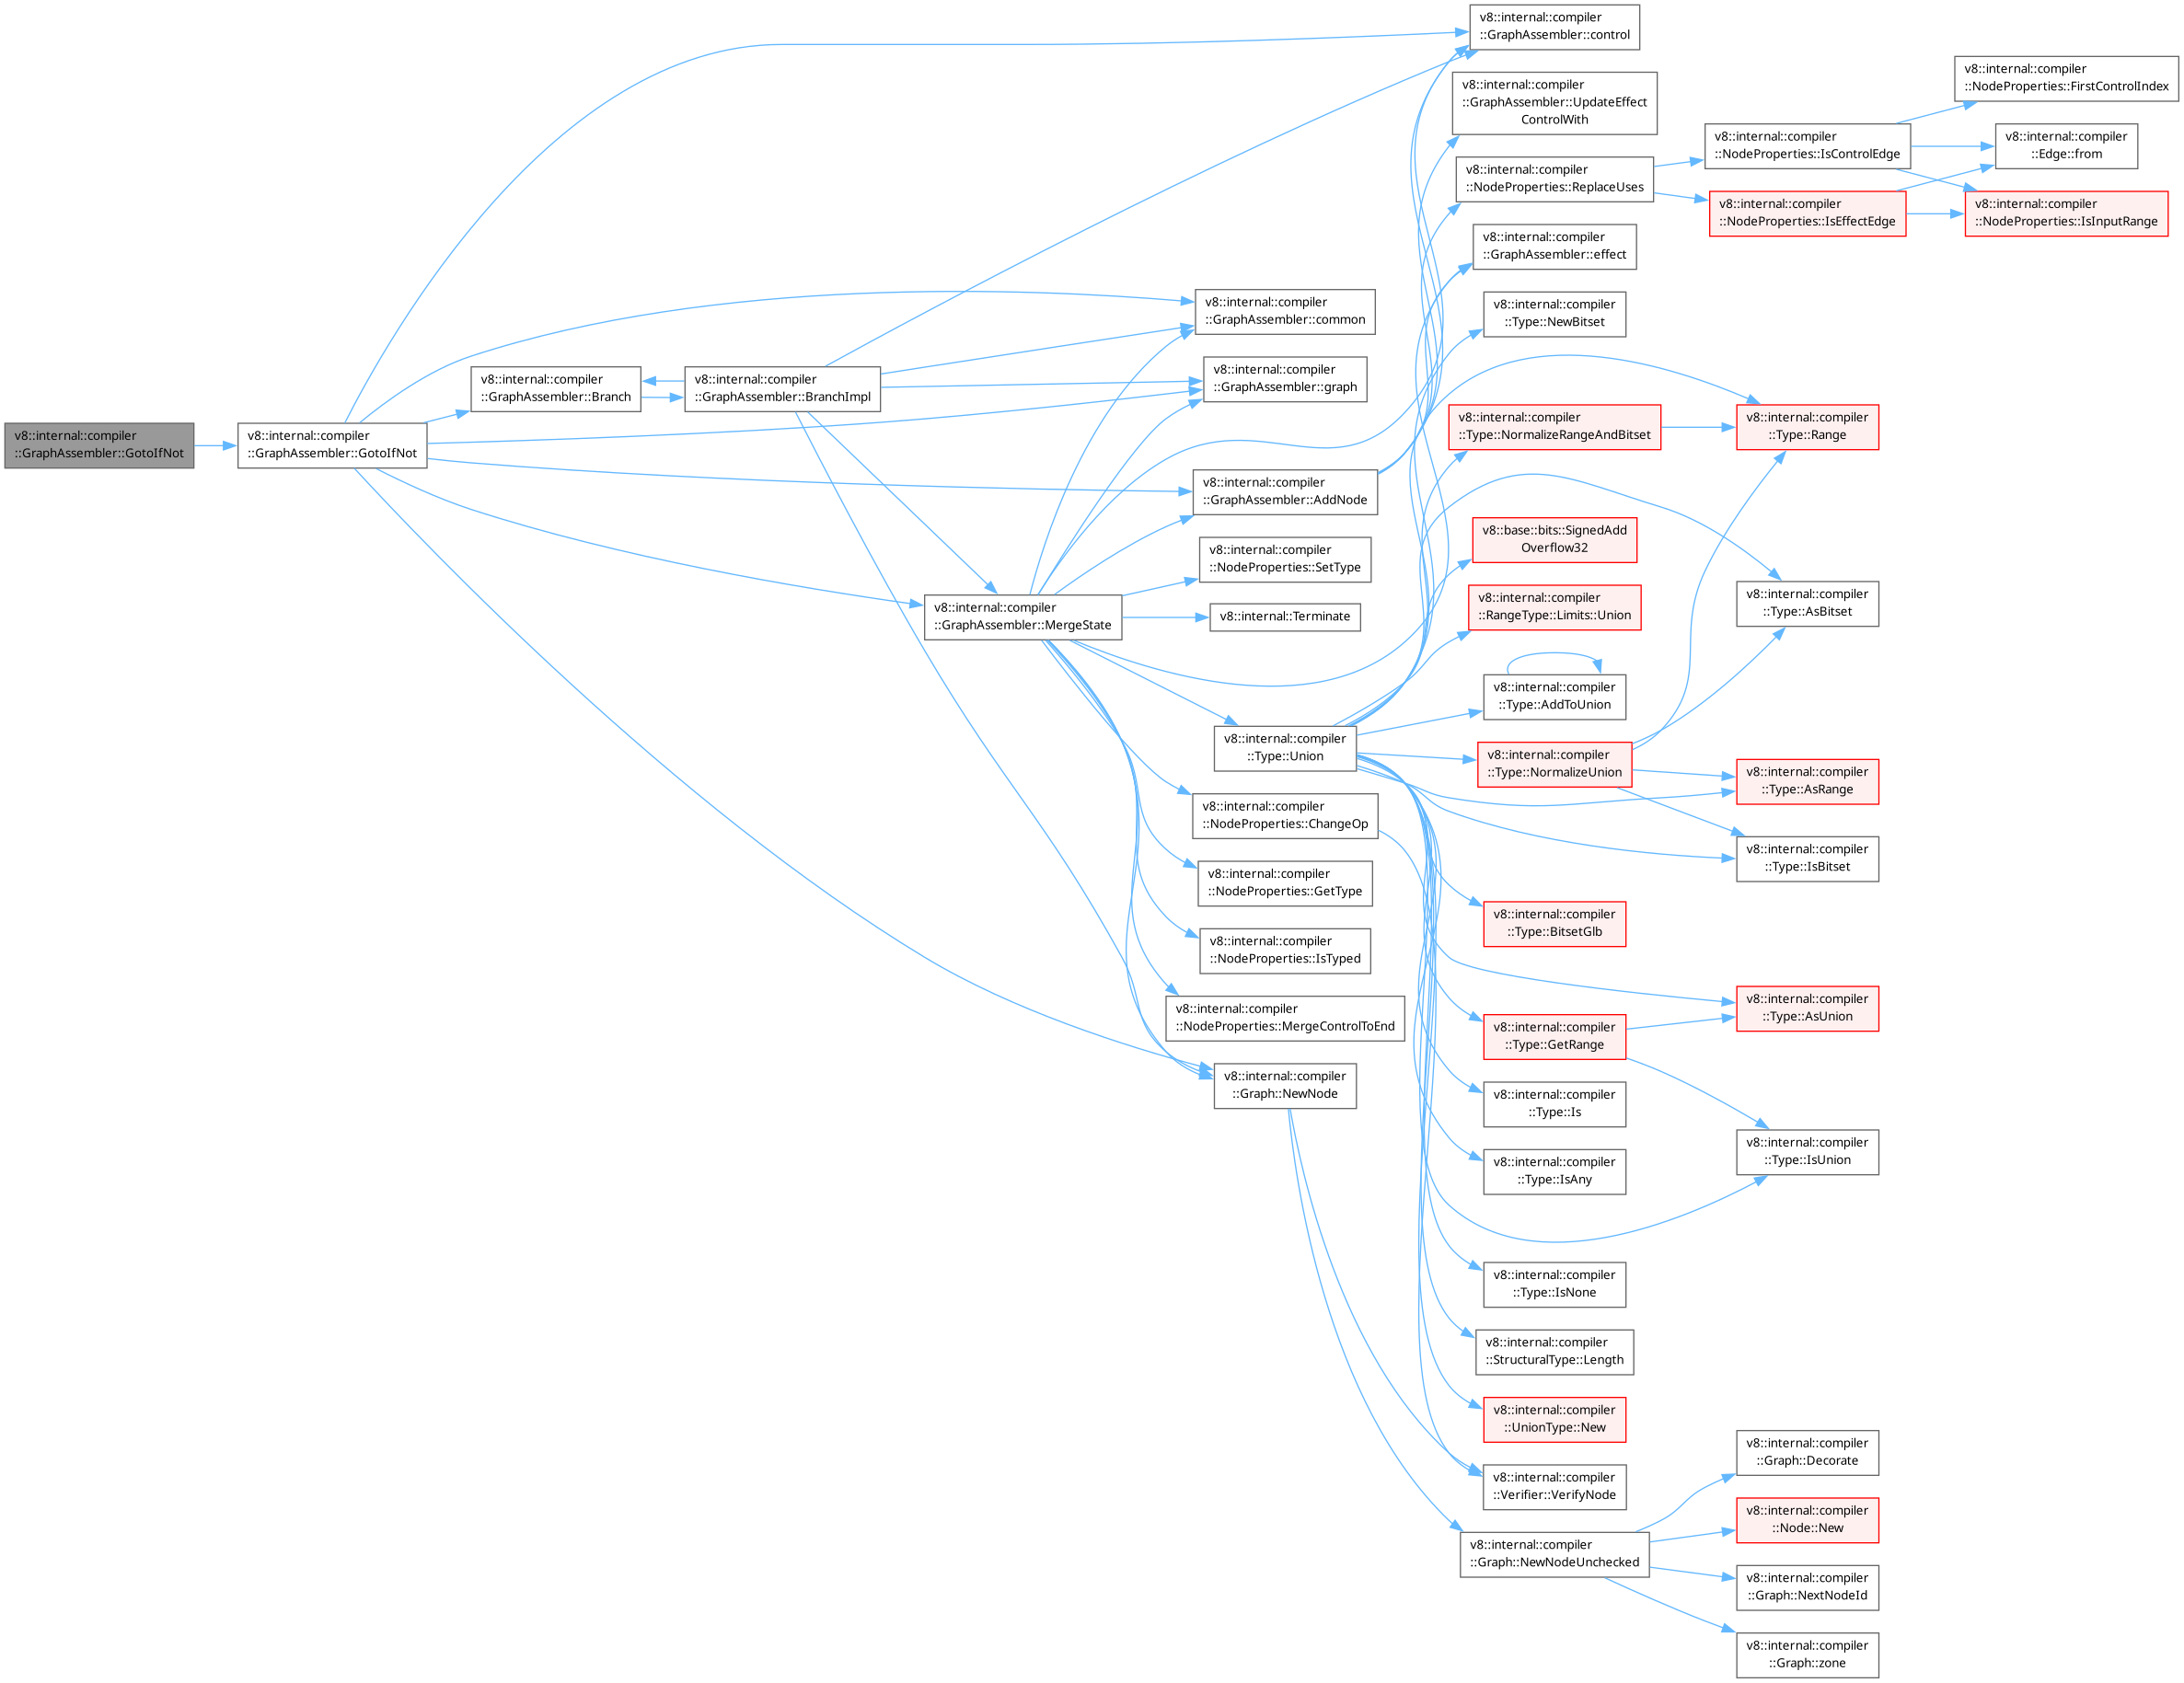 v8::internal::compiler
::GraphAssembler::GotoIfNot
v8::internal::compiler
::GraphAssembler::GotoIfNot
v8::internal::compiler
::GraphAssembler::Branch
v8::internal::compiler
::GraphAssembler::BranchImpl
v8::internal::compiler
::GraphAssembler::MergeState
v8::internal::compiler
::GraphAssembler::common
v8::internal::compiler
::GraphAssembler::graph
v8::internal::compiler
::GraphAssembler::AddNode
v8::internal::compiler
::NodeProperties::SetType
v8::internal::Terminate
v8::internal::compiler
::Type::Union
v8::internal::compiler
::NodeProperties::ChangeOp
v8::internal::compiler
::NodeProperties::GetType
v8::internal::compiler
::NodeProperties::IsTyped
v8::internal::compiler
::NodeProperties::MergeControlToEnd
v8::internal::compiler
::Graph::NewNode
v8::internal::compiler
::GraphAssembler::control
v8::internal::compiler
::GraphAssembler::UpdateEffect
ControlWith
v8::internal::compiler
::NodeProperties::ReplaceUses
v8::internal::compiler
::GraphAssembler::effect
v8::internal::compiler
::Type::NewBitset
v8::internal::compiler
::Type::NormalizeRangeAndBitset
v8::base::bits::SignedAdd
Overflow32
v8::internal::compiler
::RangeType::Limits::Union
v8::internal::compiler
::Type::AddToUnion
v8::internal::compiler
::Type::NormalizeUnion
v8::internal::compiler
::Type::BitsetGlb
v8::internal::compiler
::Type::GetRange
v8::internal::compiler
::Type::Is
v8::internal::compiler
::Type::IsAny
v8::internal::compiler
::Type::IsNone
v8::internal::compiler
::StructuralType::Length
v8::internal::compiler
::UnionType::New
v8::internal::compiler
::Verifier::VerifyNode
v8::internal::compiler
::Graph::NewNodeUnchecked
v8::internal::compiler
::NodeProperties::IsControlEdge
v8::internal::compiler
::NodeProperties::IsEffectEdge
v8::internal::compiler
::Type::Range
v8::internal::compiler
::Type::AsBitset
v8::internal::compiler
::Type::AsRange
v8::internal::compiler
::Type::IsBitset
v8::internal::compiler
::Type::AsUnion
v8::internal::compiler
::Type::IsUnion
v8::internal::compiler
::Graph::Decorate
v8::internal::compiler
::Node::New
v8::internal::compiler
::Graph::NextNodeId
v8::internal::compiler
::Graph::zone
v8::internal::compiler
::NodeProperties::FirstControlIndex
v8::internal::compiler
::Edge::from
v8::internal::compiler
::NodeProperties::IsInputRange